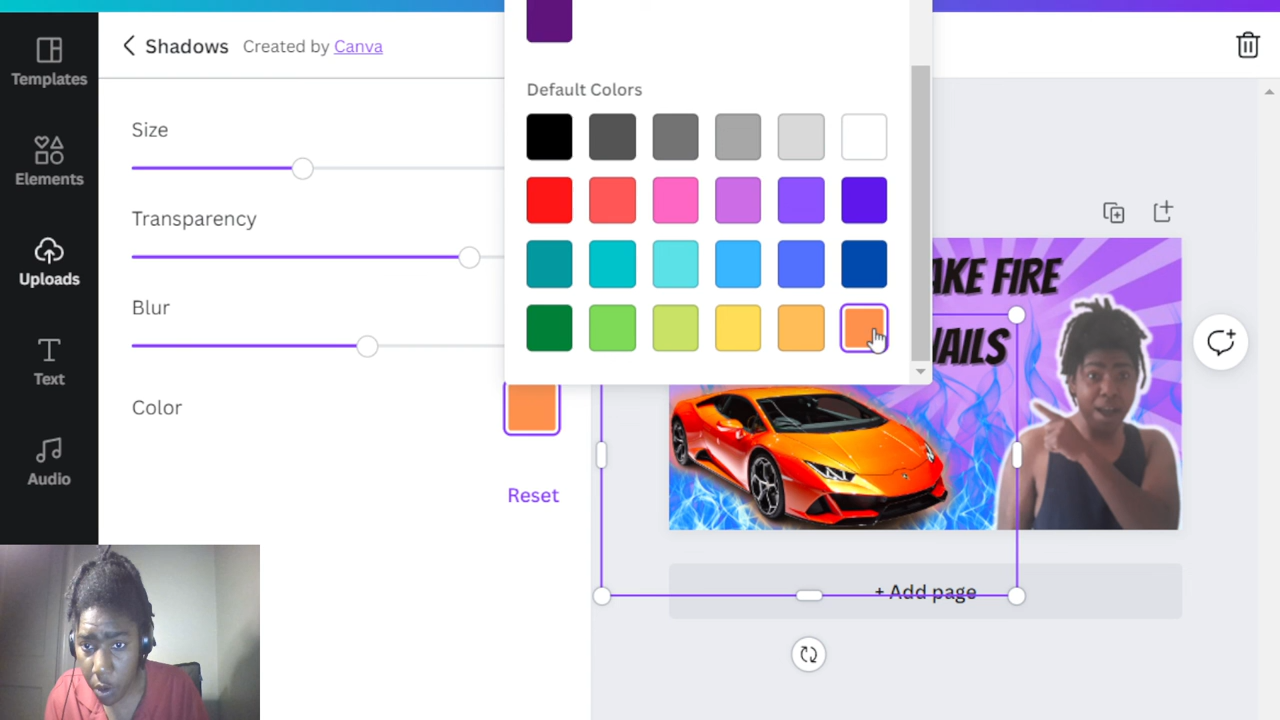 Templates
Elements
Uploads
Text
Audio
Shadows Created by Canva
Size
Transparency
Blur
Color
Reset
Default Colors
AKE FIRE
NAILS
+ Add page